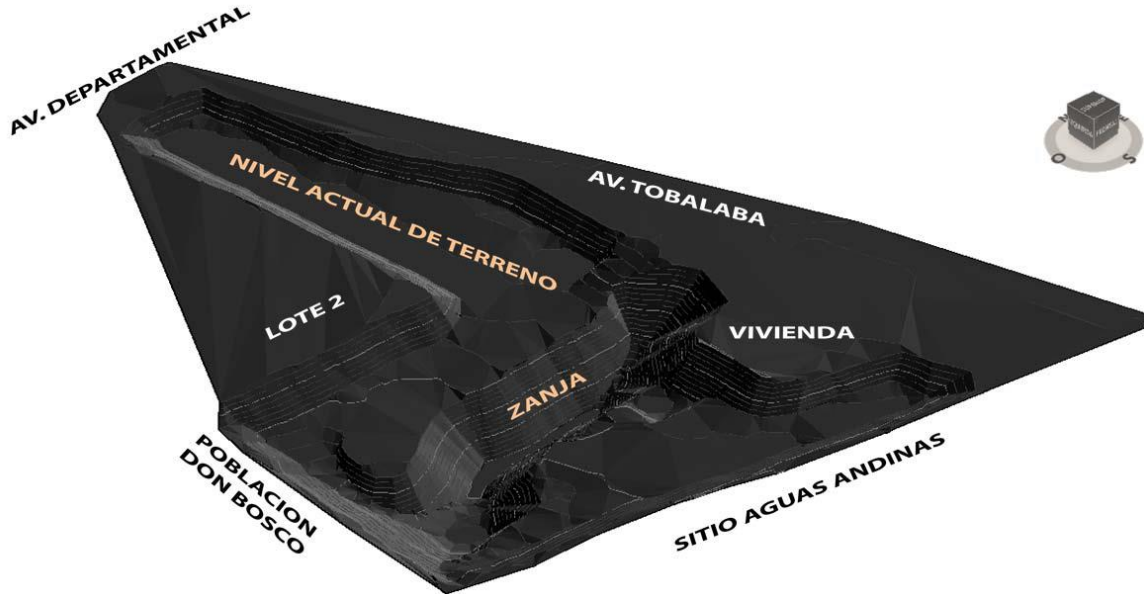 AV. DEPARTAMENTAL
NIVEL ACTUAL DE TERRENO
AV. TOBALABA
LOTE 2
VIVIENDA
ZANJA
POBLACION
DON BOSCO
SITIO AGUAS ANDINAS
O
S